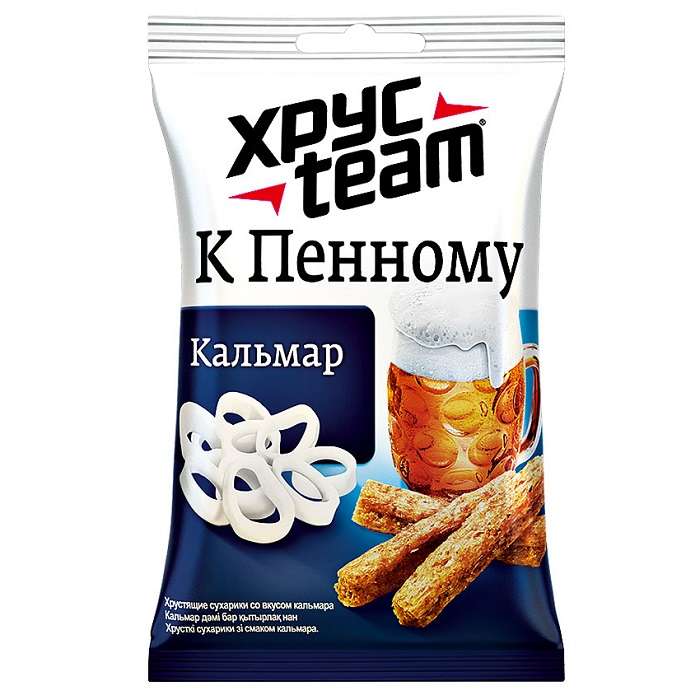 хрус
team®
К Пенному
Кальмар
Хрустящие сухарики со вкусом кальмара
Кальмар дәмі бар қытырлақ нан
Хрусткі сухарики зі смаком кальмара.